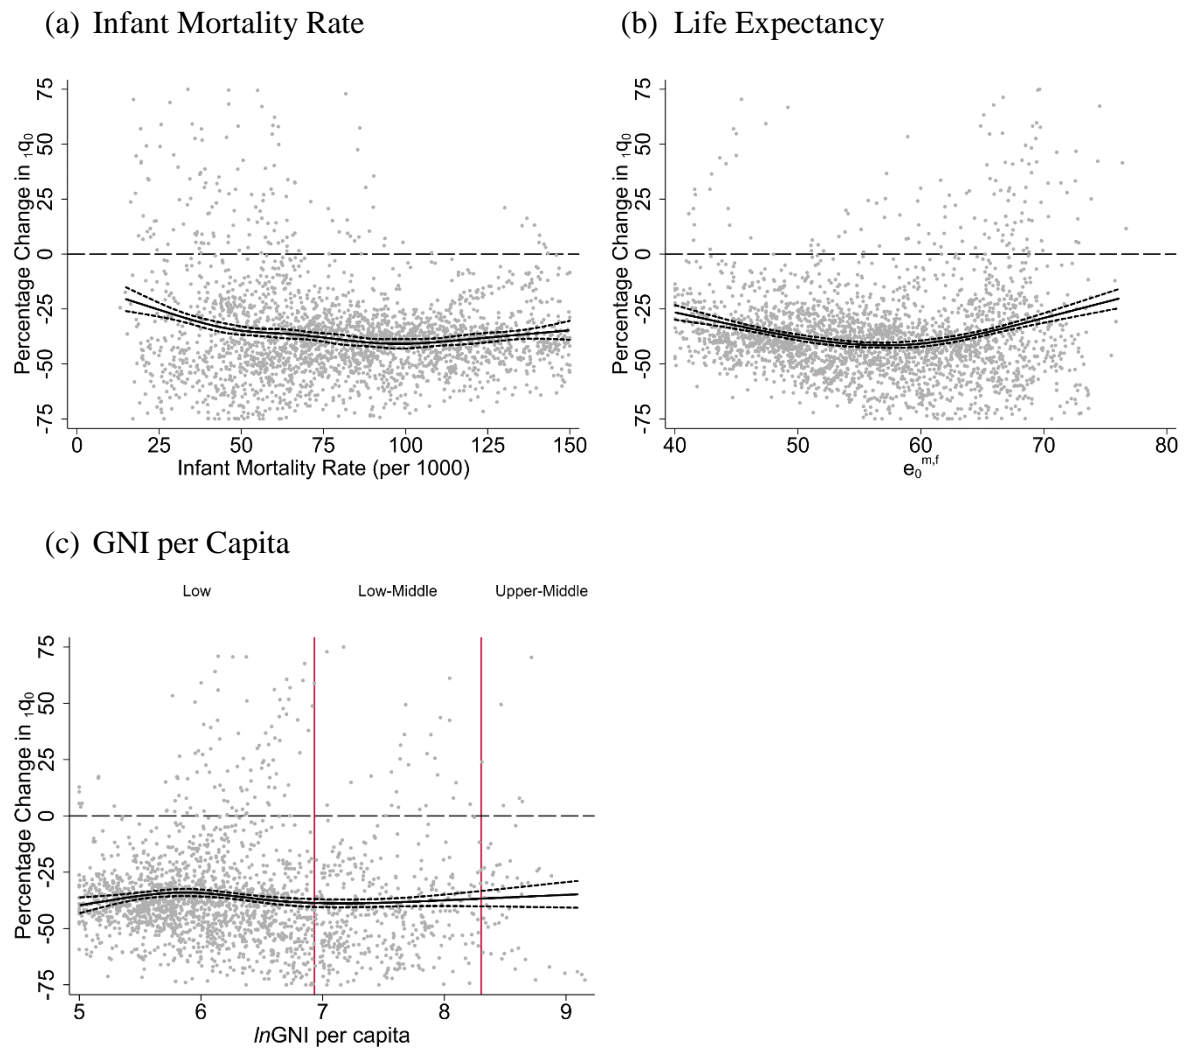 (a) Infant Mortality Rate
(b) Life Expectancy
Percentage Change in ₁q₀
75
50
25
0
-25
-50
-75
0 25 50 75 100 125 150
Infant Mortality Rate (per 1000)
Percentage Change in ₁q₀
75
50
25
0
-25
-50
-75
40 50 60 70 80
e₀ᵐ,ᶠ
(c) GNI per Capita
Low Low-Middle Upper-Middle
Percentage Change in ₁q₀
75
50
25
0
-25
-50
-75
5 6 7 8 9
lnGNI per capita